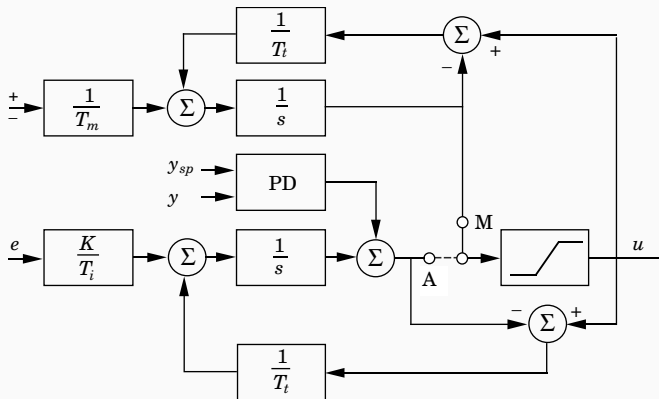 1
T_t
Σ
+
−
+
−
1
T_m
Σ
1
s
y_sp
y
PD
M
e
K
T_i
Σ
1
s
Σ
A
u
−
+
Σ
1
T_t